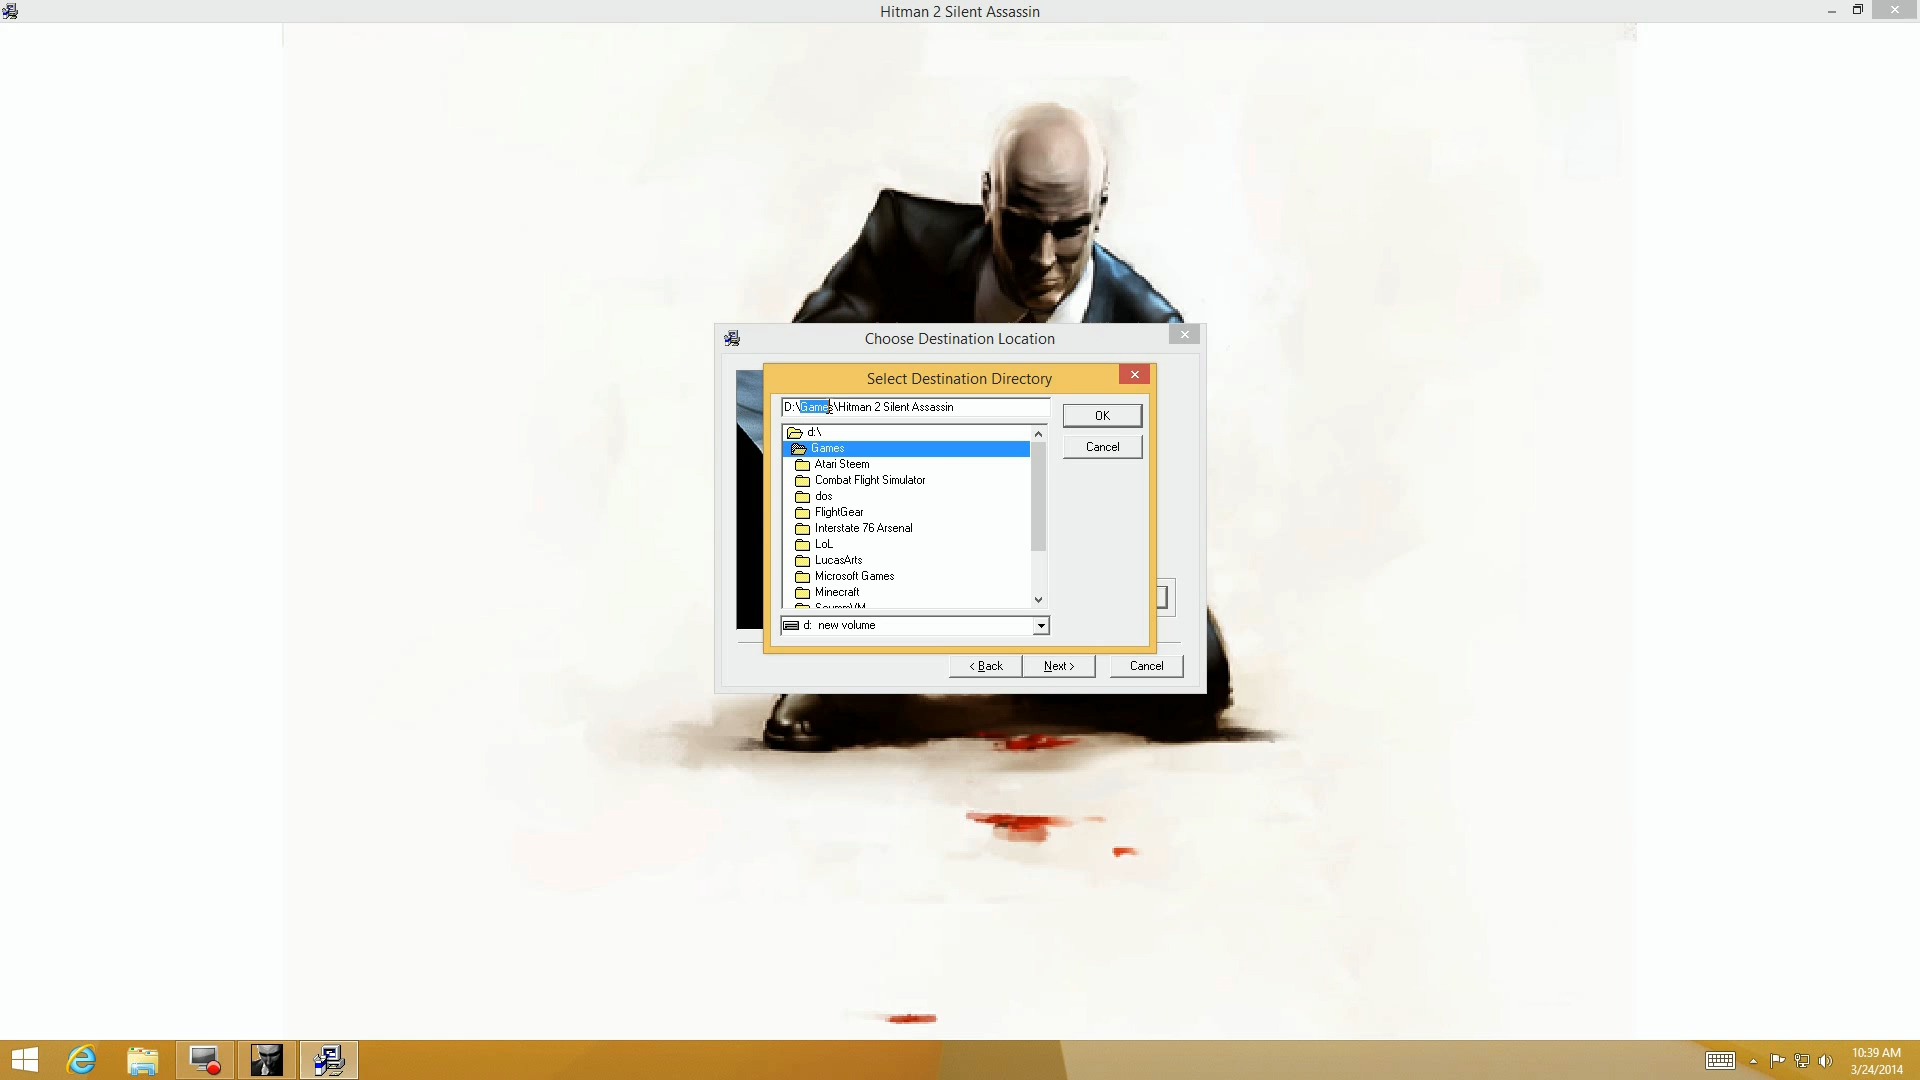 Hitman 2 Silent Assassin
Choose Destination Location
Select Destination Directory
D:\Games\Hitman 2 Silent Assassin
OK
d:\
Games
Cancel
Atari Steem
Combat Flight Simulator
dos
FlightGear
Interstate 76 Arsenal
LoL
LucasArts
Microsoft Games
Minecraft
d: new volume
< Back
Next >
Cancel
10:39 AM
3/24/2014